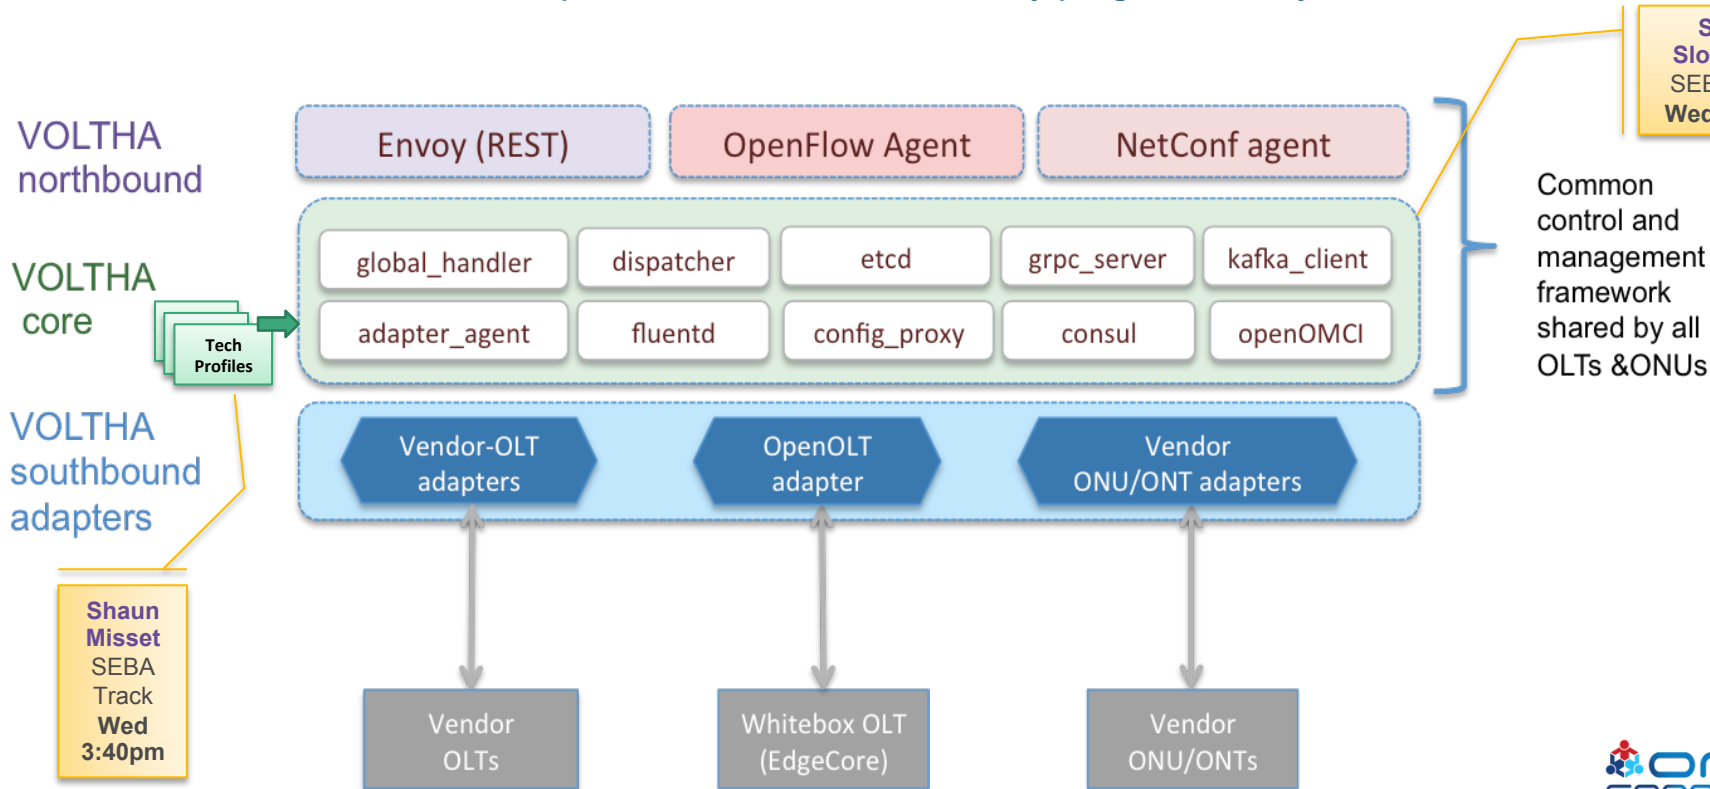 VOLTHA
northbound
Envoy (REST)
OpenFlow Agent
NetConf agent
VOLTHA
core
global_handler
dispatcher
etcd
grpc_server
kafka_client
adapter_agent
fluentd
config_proxy
consul
openOMCI
Tech
Profiles
VOLTHA
southbound
adapters
Vendor-OLT
adapters
OpenOLT
adapter
Vendor
ONU/ONT adapters
Vendor
OLTs
Whitebox OLT
(EdgeCore)
Vendor
ONU/ONTs
Shaun
Misset
SEBA
Track
Wed
3:40pm
Wed
Common
control and
management
framework
shared by all
OLTs &ONUs